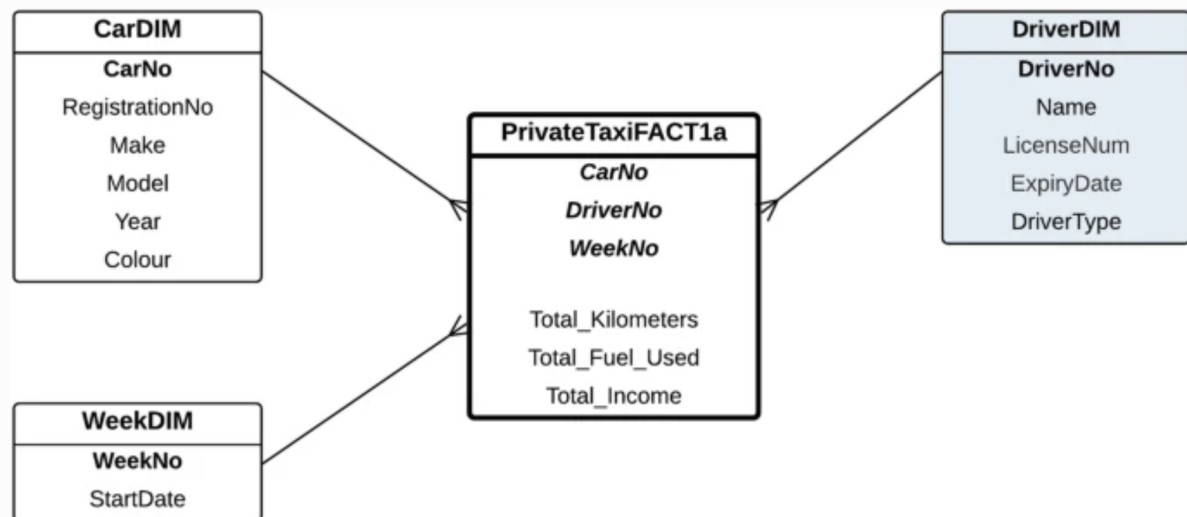 CarDIM
CarNo
RegistrationNo
Make
Model
Year
Colour
PrivateTaxiFACT1a
CarNo
DriverNo
WeekNo
Total_Kilometers
Total_Fuel_Used
Total_Income
DriverDIM
DriverNo
Name
LicenseNum
ExpiryDate
DriverType
WeekDIM
WeekNo
StartDate